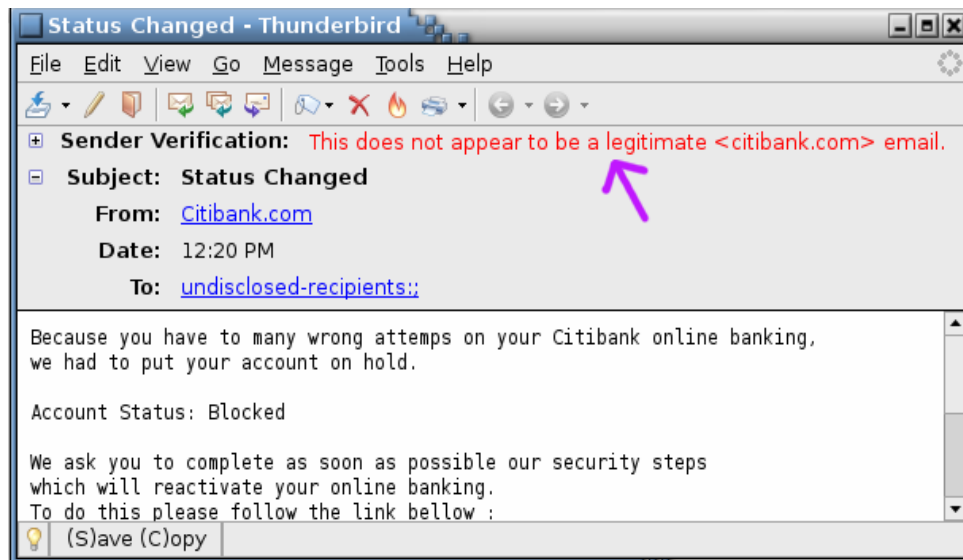 Status Changed - Thunderbird
File Edit View Go Message Tools Help
Sender Verification: This does not appear to be a legitimate <citibank.com> email.
Subject: Status Changed
From: Citibank.com
Date: 12:20 PM
To: undisclosed-recipients:;
Because you have to many wrong attemps on your Citibank online banking,
we had to put your account on hold.
Account Status: Blocked
We ask you to complete as soon as possible our security steps
which will reactivate your online banking.
To do this please follow the link bellow :
(S)ave (C)opy